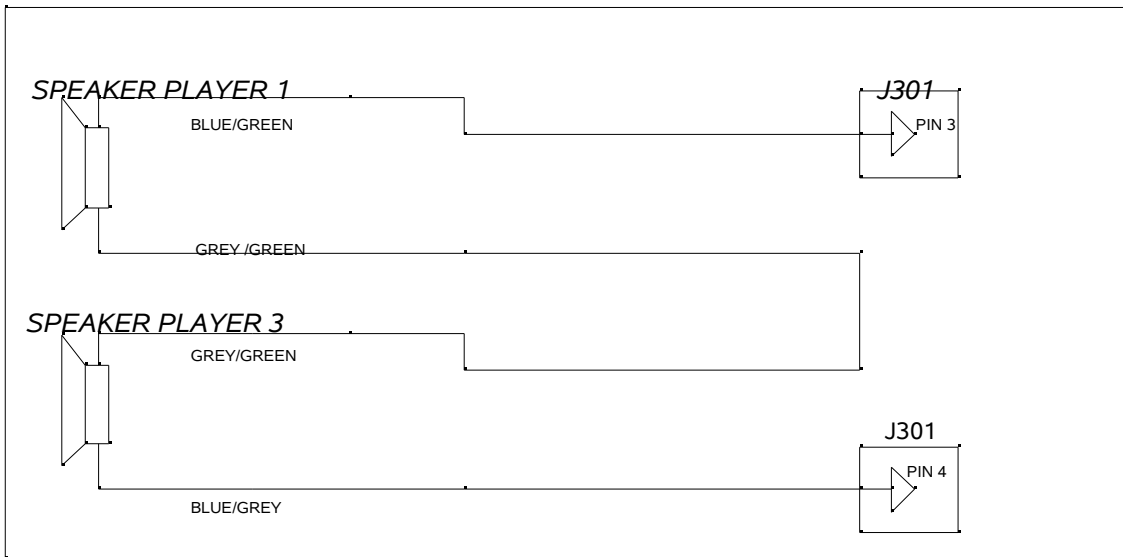 SPEAKER PLAYER 1
J301
BLUE/GREEN
PIN 3
GREY /GREEN
SPEAKER PLAYER 3
GREY/GREEN
J301
PIN 4
BLUE/GREY